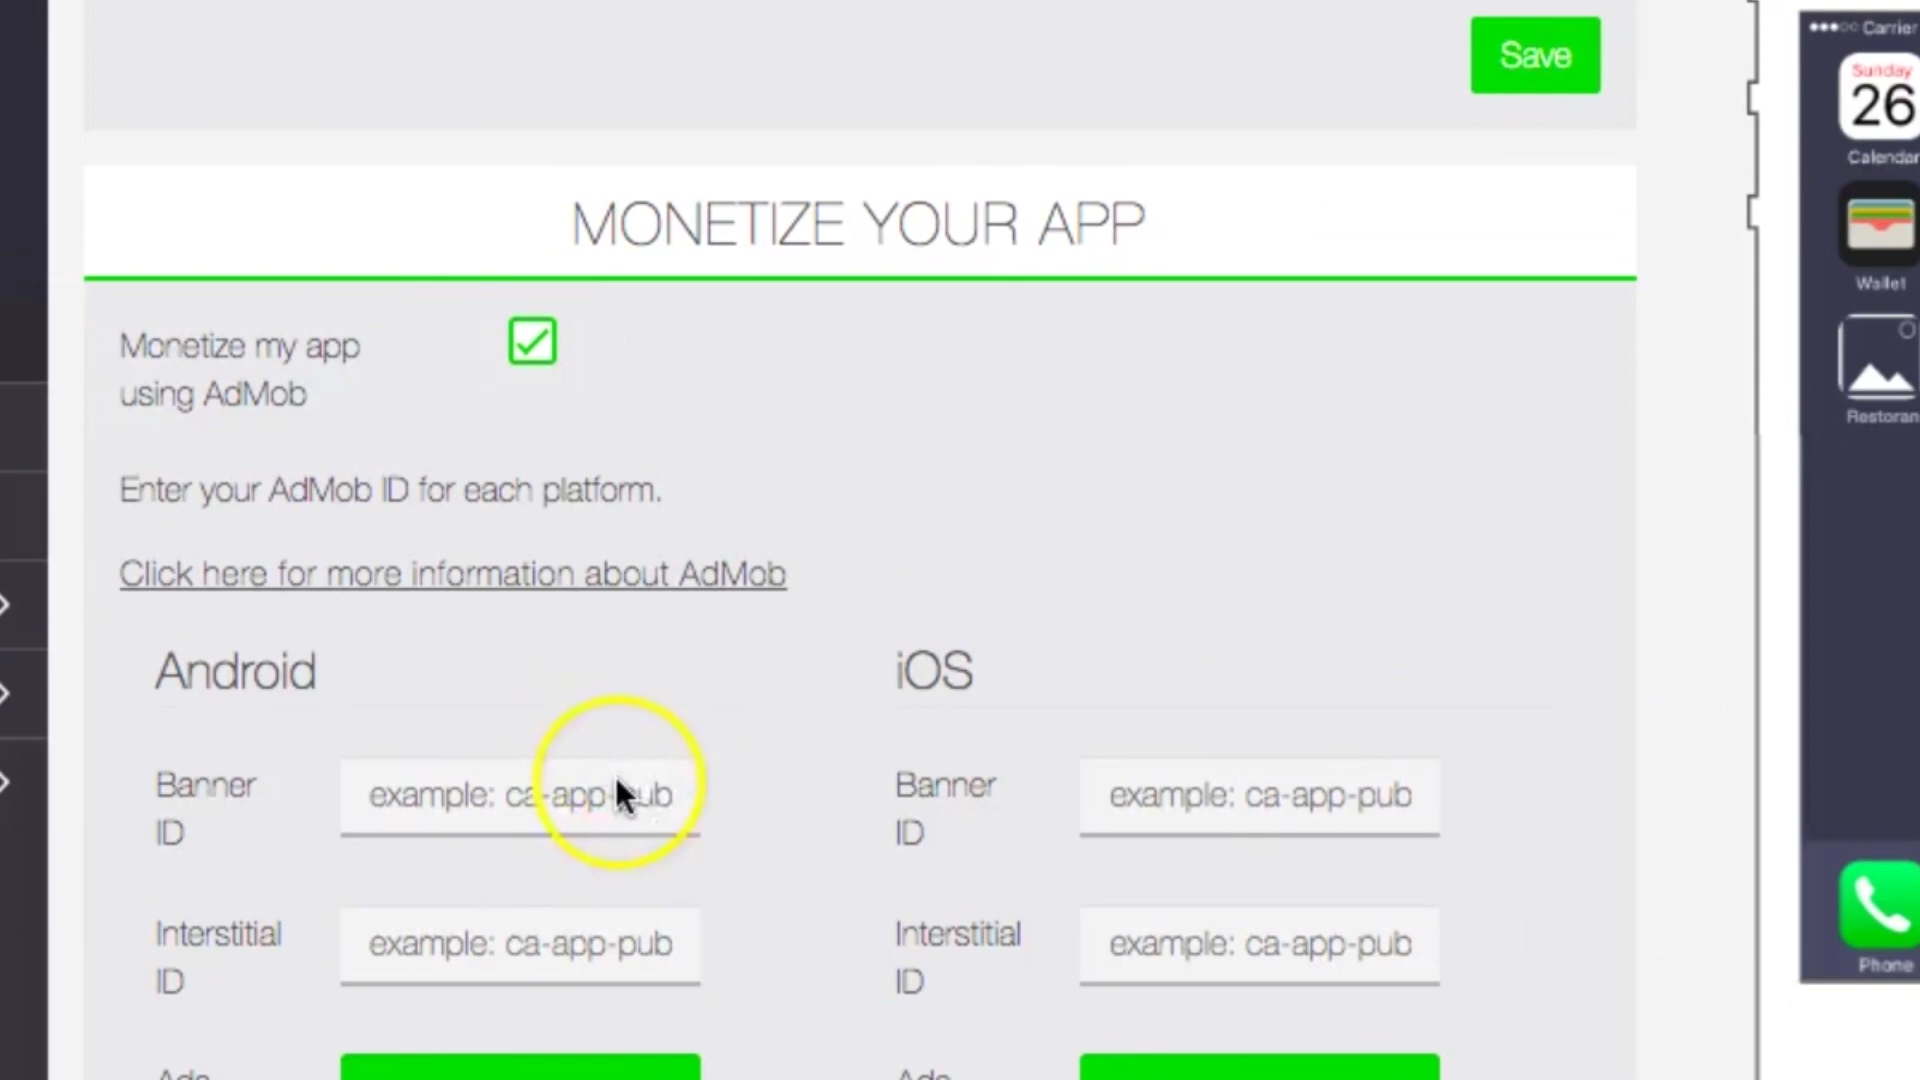 Save
Carrier
Sunday
26
Calendar
Wallet
Restoran
MONETIZE YOUR APP
Monetize my app
using AdMob
Enter your AdMob ID for each platform.
Click here for more information about AdMob
Android
iOS
Banner
ID
example: ca-app-pub
Banner
ID
example: ca-app-pub
Interstitial
ID
example: ca-app-pub
Interstitial
ID
example: ca-app-pub
Phone
Ads
Ads